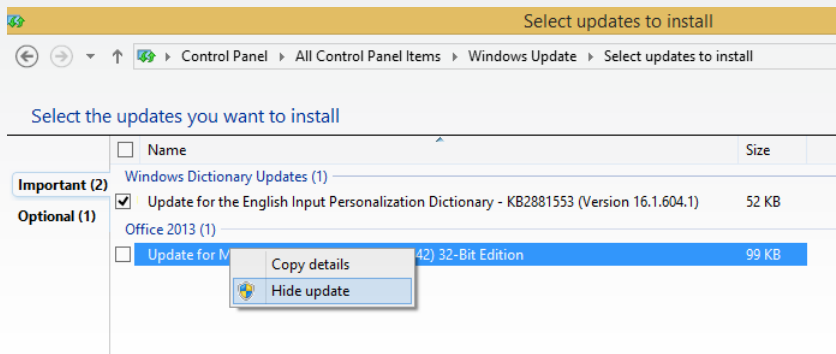 Select updates to install
Control Panel All Control Panel Items Windows Update Select updates to install
Select the updates you want to install
Name Size
Important (2)
Optional (1)
Windows Dictionary Updates (1)
Update for the English Input Personalization Dictionary - KB2881553 (Version 16.1.604.1) 52 KB
Office 2013 (1)
Update for 42) 32-Bit Edition 99 KB
Copy details
Hide update